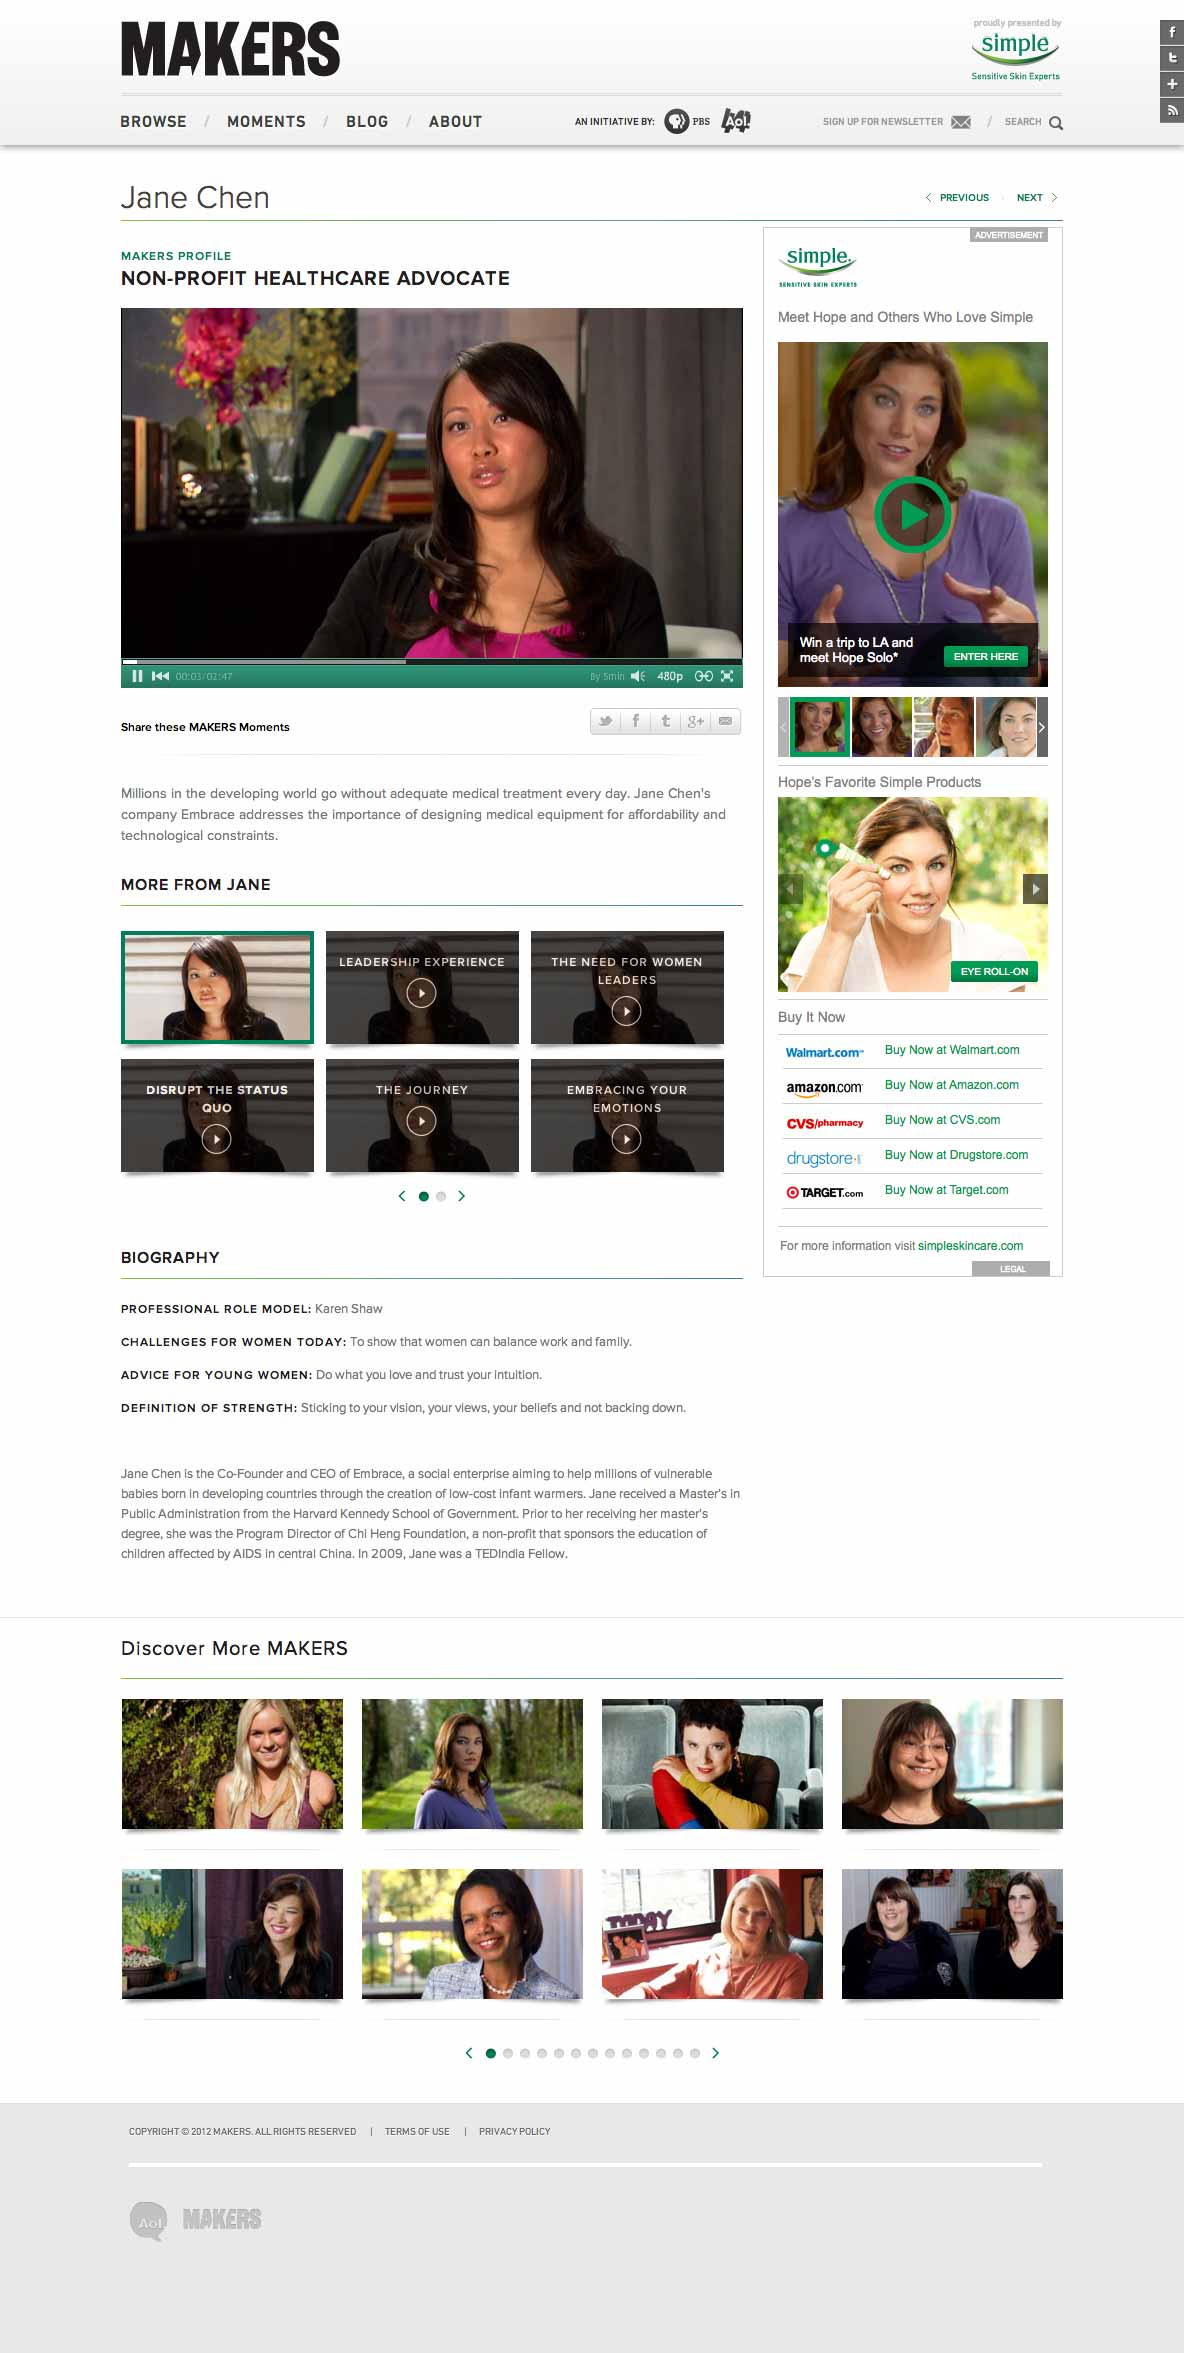 MAKERS
proudly presented by
simple
Sensitive Skin Experts
BROWSE / MOMENTS / BLOG / ABOUT
AN INITIATIVE BY: PBS Aol.
SIGN UP FOR NEWSLETTER / SEARCH
Jane Chen
PREVIOUS NEXT
MAKERS PROFILE
NON-PROFIT HEALTHCARE ADVOCATE
00:03/02:47 By 5min 480p
Share these MAKERS Moments
Millions in the developing world go without adequate medical treatment every day. Jane Chen's
company Embrace addresses the importance of designing medical equipment for affordability and
technological constraints.
MORE FROM JANE
LEADERSHIP EXPERIENCE
THE NEED FOR WOMEN
LEADERS
DISRUPT THE STATUS
QUO
THE JOURNEY
EMBRACING YOUR
EMOTIONS
BIOGRAPHY
PROFESSIONAL ROLE MODEL: Karen Shaw
CHALLENGES FOR WOMEN TODAY: To show that women can balance work and family.
ADVICE FOR YOUNG WOMEN: Do what you love and trust your intuition.
DEFINITION OF STRENGTH: Sticking to your vision, your views, your beliefs and not backing down.
Jane Chen is the Co-Founder and CEO of Embrace, a social enterprise aiming to help millions of vulnerable
babies born in developing countries through the creation of low-cost infant warmers. Jane received a Master's in
Public Administration from the Harvard Kennedy School of Government. Prior to her receiving her master's
degree, she was the Program Director of Chi Heng Foundation, a non-profit that sponsors the education of
children affected by AIDS in central China. In 2009, Jane was a TEDIndia Fellow.
ADVERTISEMENT
simple.
SENSITIVE SKIN EXPERTS
Meet Hope and Others Who Love Simple
Win a trip to LA and
meet Hope Solo*
ENTER HERE
Hope's Favorite Simple Products
EYE ROLL-ON
Buy It Now
Walmart.com Buy Now at Walmart.com
amazon.com Buy Now at Amazon.com
CVS/pharmacy Buy Now at CVS.com
drugstore Buy Now at Drugstore.com
TARGET.com Buy Now at Target.com
For more information visit simpleskincare.com
LEGAL
Discover More MAKERS
TODAY
COPYRIGHT © 2012 MAKERS. ALL RIGHTS RESERVED | TERMS OF USE | PRIVACY POLICY
Aol. MAKERS